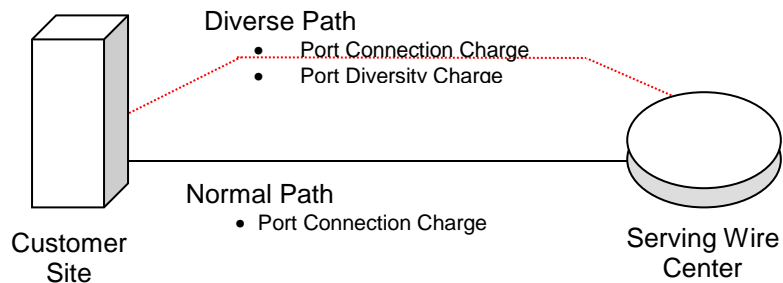 Diverse Path
• Port Connection Charge
• Port Diversity Charge
Normal Path
• Port Connection Charge
Customer
Site
Serving Wire
Center